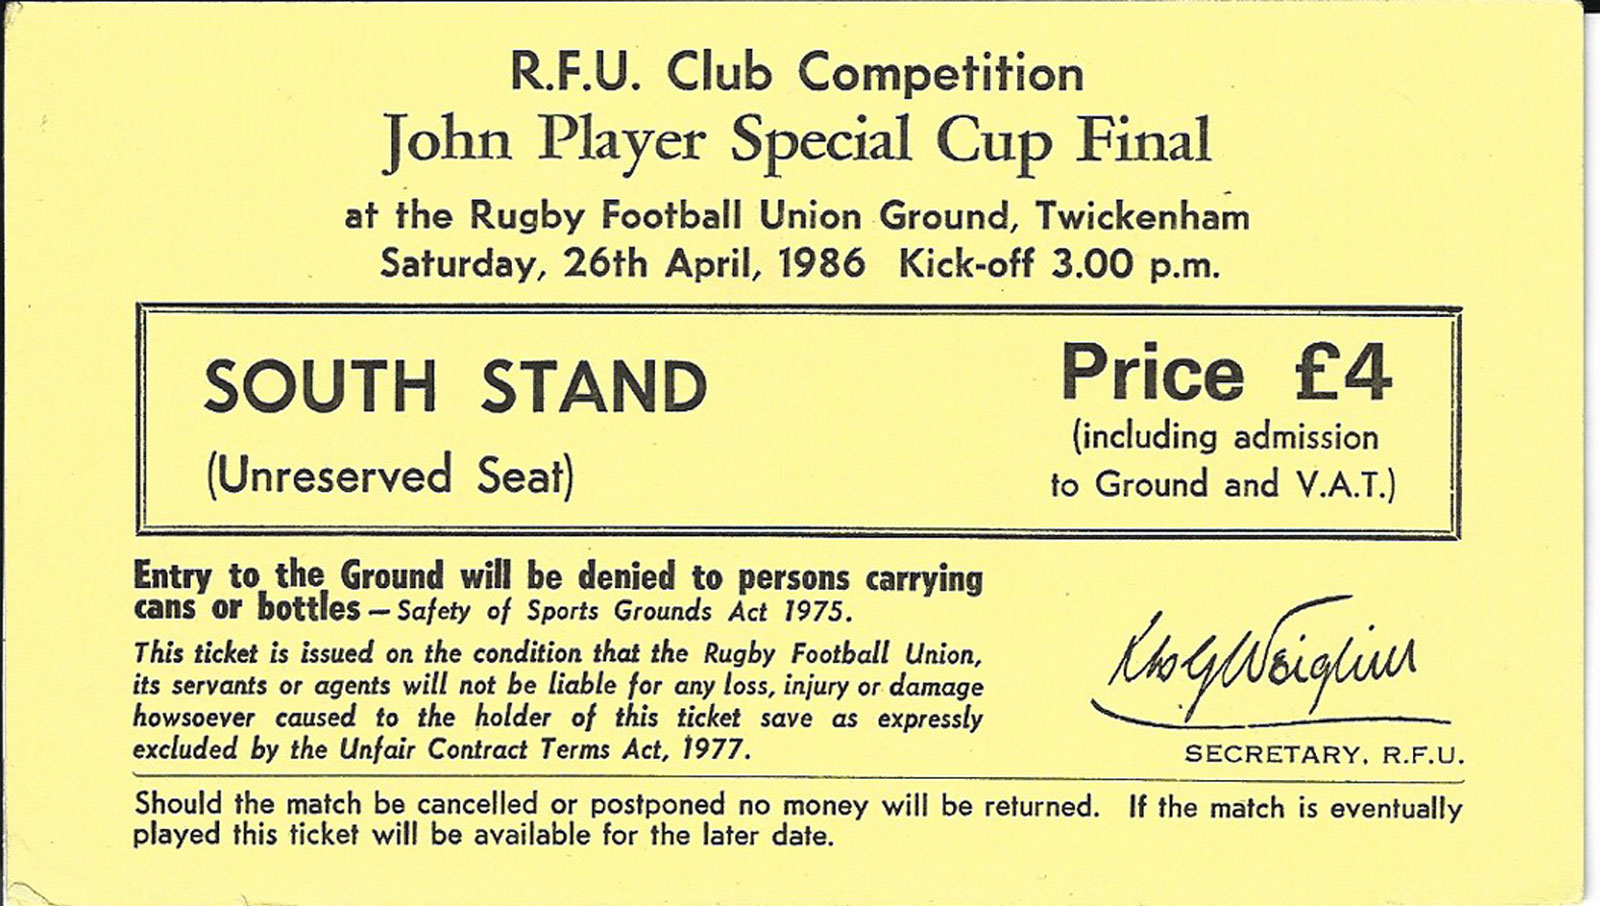 R.F.U. Club Competition
John Player Special Cup Final
at the Rugby Football Union Ground, Twickenham
Saturday, 26th April, 1986 Kick-off 3.00 p.m.
SOUTH STAND
(Unreserved Seat)
Price £4
(including admission
to Ground and V.A.T.)
Entry to the Ground will be denied to persons carrying
cans or bottles – Safety of Sports Grounds Act 1975.
This ticket is issued on the condition that the Rugby Football Union,
its servants or agents will not be liable for any loss, injury or damage
howsoever caused to the holder of this ticket save as expressly
excluded by the Unfair Contract Terms Act, 1977.
SECRETARY, R.F.U.
Should the match be cancelled or postponed no money will be returned. If the match is eventually
played this ticket will be available for the later date.